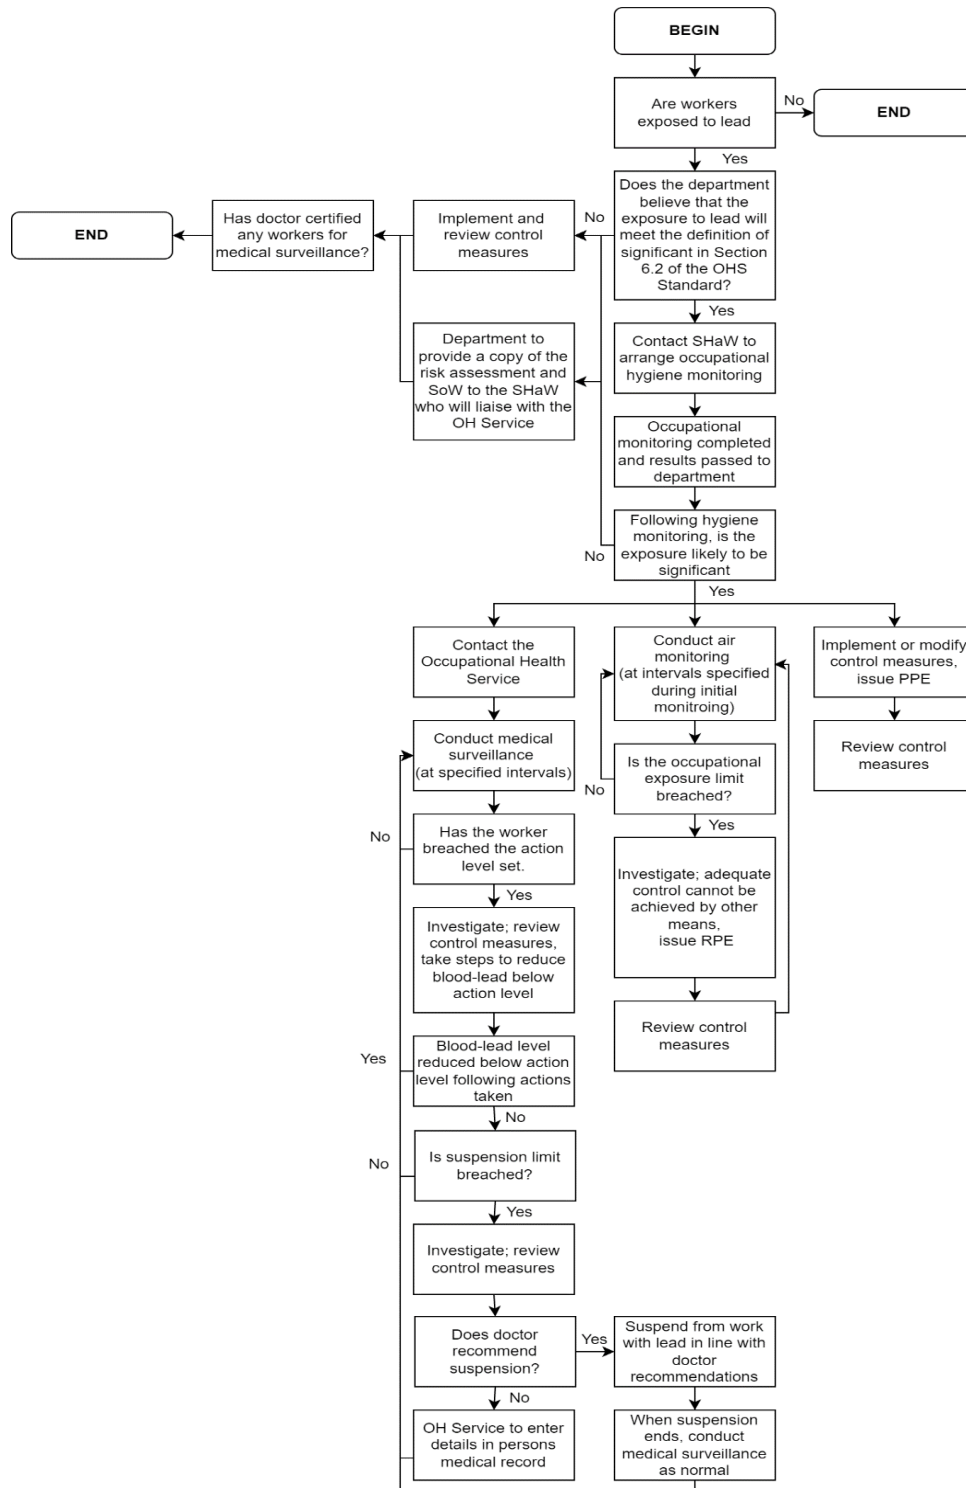 BEGIN
Are workers
exposed to lead
No
END
Yes
Does the department
believe that the
exposure to lead will
meet the definition of
significant in Section
6.2 of the OHS
Standard?
No
Implement and
review control
measures
Has doctor certified
any workers for
medical surveillance?
END
Yes
Department to
provide a copy of the
risk assessment and
SoW to the SHaW
who will liaise with the
OH Service
Contact SHaW to
arrange occupational
hygiene monitoring
Occupational
monitoring completed
and results passed to
department
Following hygiene
monitoring, is the
exposure likely to be
significant
No
Yes
Contact the
Occupational Health
Service
Conduct air
monitoring
(at intervals specified
during initial
monitroing)
Implement or modify
control measures,
issue PPE
Conduct medical
surveillance
(at specified intervals)
Is the occupational
exposure limit
breached?
Review control
measures
No
Yes
No
Has the worker
breached the action
level set.
Yes
Investigate; adequate
control cannot be
achieved by other
means,
issue RPE
Investigate; review
control measures,
take steps to reduce
blood-lead below
action level
Review control
measures
Yes
Blood-lead level
reduced below action
level following actions
taken
No
No
Is suspension limit
breached?
Yes
Investigate; review
control measures
Does doctor
recommend
suspension?
Yes
Suspend from work
with lead in line with
doctor
recommendations
No
OH Service to enter
details in persons
medical record
When suspension
ends, conduct
medical surveillance
as normal